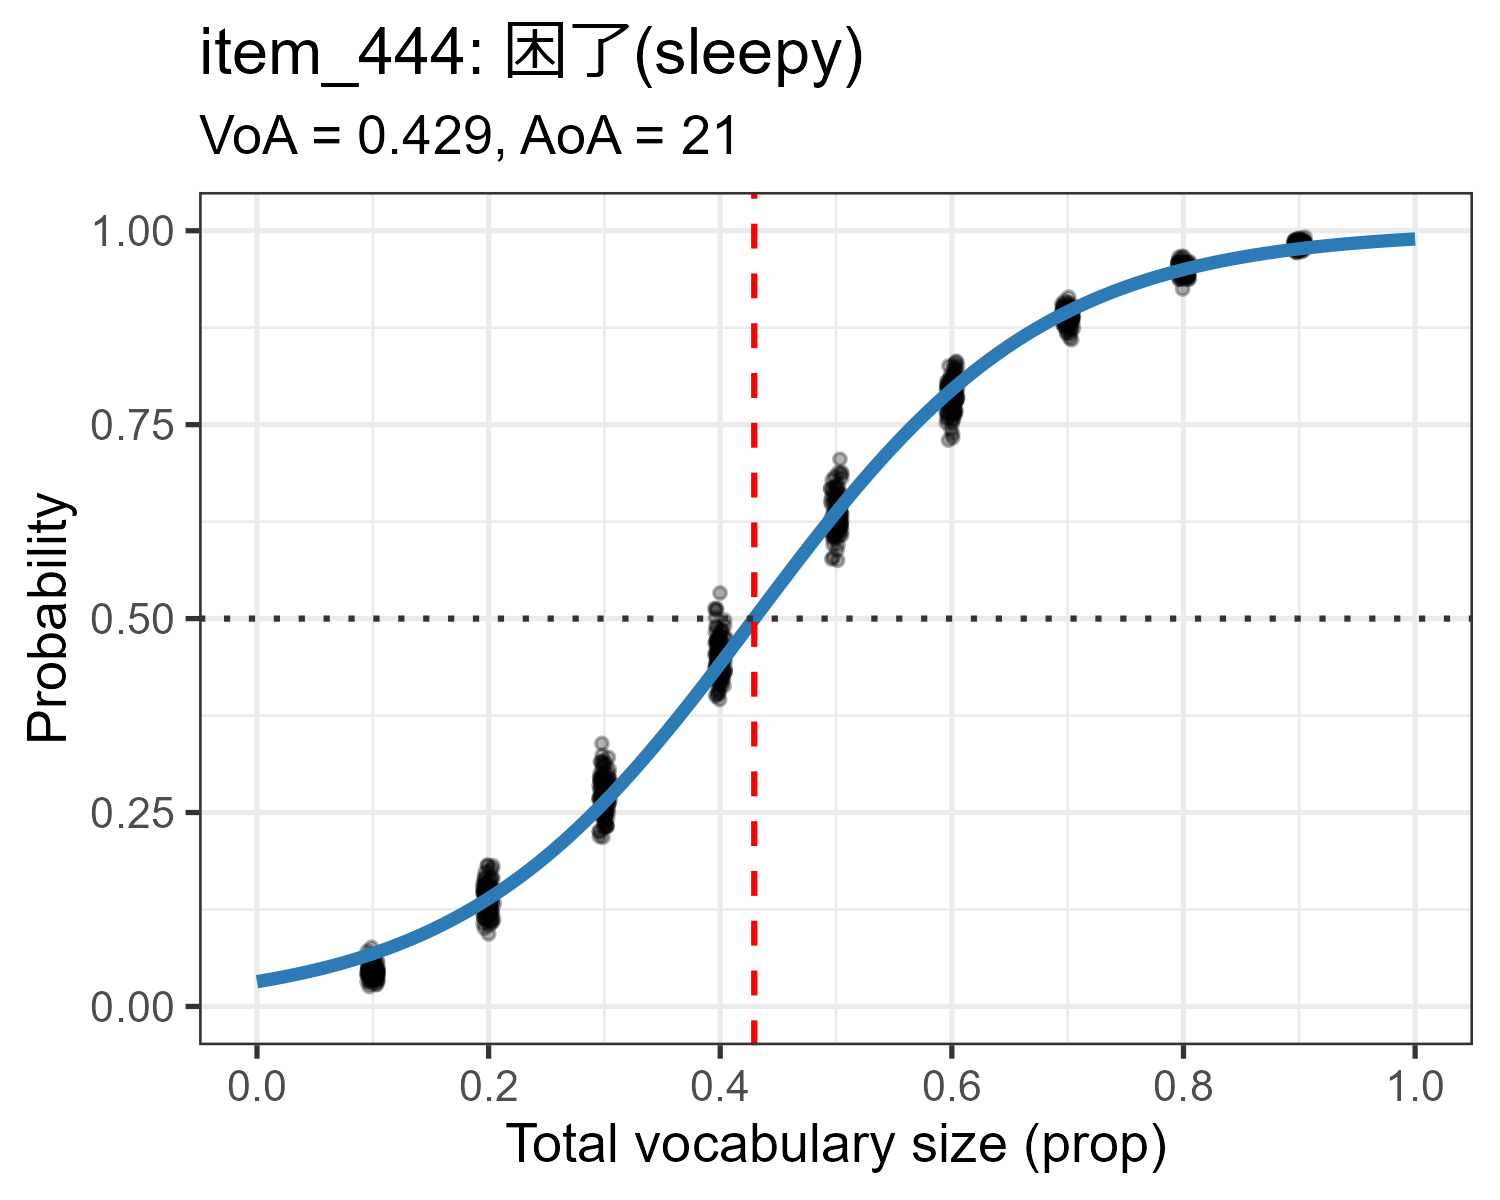 item_444: 困了(sleepy)
VoA = 0.429, AoA = 21
1.00
0.75
0.50
0.25
0.00
Probability
0.0 0.2 0.4 0.6 0.8 1.0
Total vocabulary size (prop)